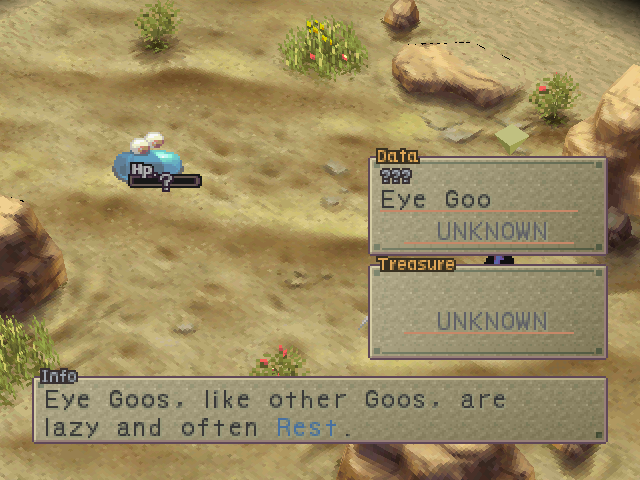 Hp.
?
Data
???
Eye Goo
UNKNOWN
Treasure
UNKNOWN
Info
Eye Goos, like other Goos, are
lazy and often Rest.